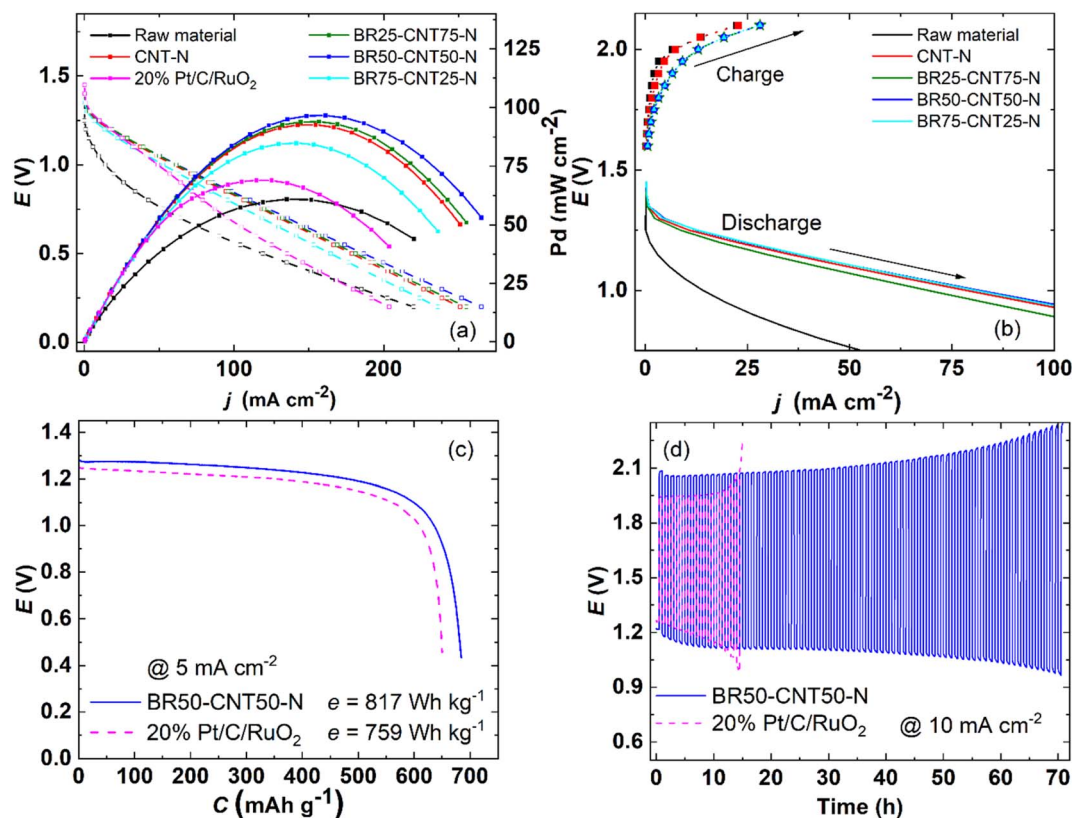 Raw material
CNT-N
20% Pt/C/RuO₂
BR25-CNT75-N
BR50-CNT50-N
BR75-CNT25-N
1.5
1.0
0.5
0.0
E (V)
125
100
75
50
25
0
Pd (mW cm⁻²)
(a)
0 100 200
j (mA cm⁻²)
Raw material
CNT-N
BR25-CNT75-N
BR50-CNT50-N
BR75-CNT25-N
Charge
Discharge
2.0
1.5
1.0
E (V)
(b)
0 25 50 75 100
j (mA cm⁻²)
(c)
1.4
1.2
1.0
0.8
0.6
0.4
0.2
0.0
E (V)
@ 5 mA cm⁻²
BR50-CNT50-N e = 817 Wh kg⁻¹
20% Pt/C/RuO₂ e = 759 Wh kg⁻¹
0 100 200 300 400 500 600 700
C (mAh g⁻¹)
(d)
2.1
1.8
1.5
1.2
0.9
0.6
E (V)
BR50-CNT50-N
20% Pt/C/RuO₂ @ 10 mA cm⁻²
0 10 20 30 40 50 60 70
Time (h)